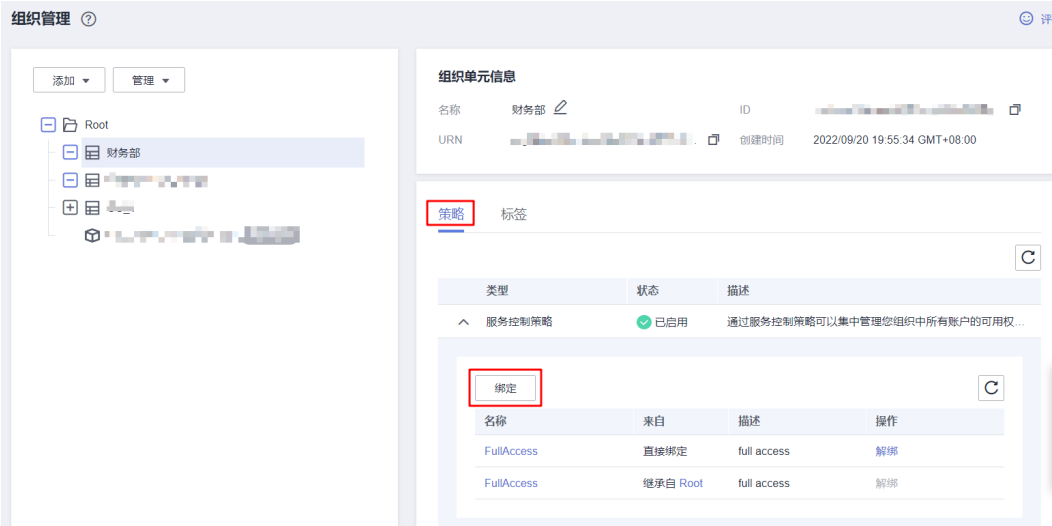 组织管理
评
添加 管理
Root
财务部
组织单元信息
名称 财务部 ID
URN 创建时间 2022/09/20 19:55:34 GMT+08:00
策略 标签
类型 状态 描述
服务控制策略 已启用 通过服务控制策略可以集中管理您组织中所有账户的可用权...
绑定
名称 来自 描述 操作
FullAccess 直接绑定 full access 解绑
FullAccess 继承自 Root full access 解绑